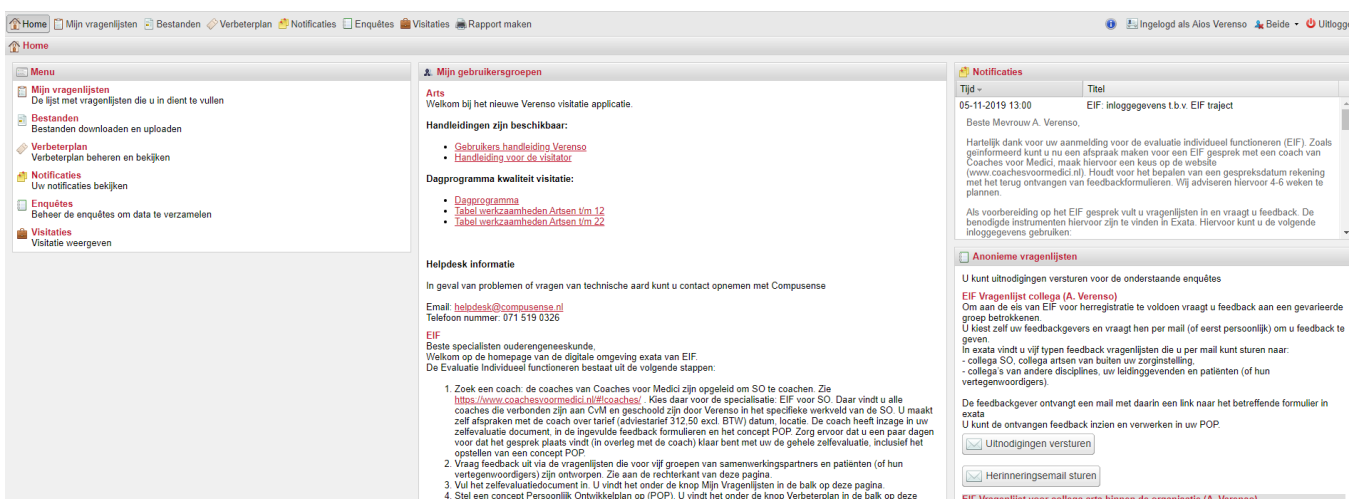 Home Mijn vragenlijsten Bestanden Verbeterplan Notificaties Enquêtes Visitaties Rapport maken Ingelogd als Aios Verenso Beide Uitlogge
Home
Menu
Mijn vragenlijsten
De lijst met vragenlijsten die u in dient te vullen
Bestanden
Bestanden downloaden en uploaden
Verbeterplan
Verbeterplan beheren en bekijken
Notificaties
Uw notificaties bekijken
Enquêtes
Beheer de enquêtes om data te verzamelen
Visitaties
Visitatie weergeven
Mijn gebruikersgroepen
Arts
Welkom bij het nieuwe Verenso visitatie applicatie.
Handleidingen zijn beschikbaar:
Gebruikers handleiding Verenso
Handleiding voor de visitator
Dagprogramma kwaliteit visitatie:
Dagprogramma
Tabel werkzaamheden Artsen t/m 12
Tabel werkzaamheden Artsen t/m 22
Helpdesk informatie
In geval van problemen of vragen van technische aard kunt u contact opnemen met Compusense
Email: helpdesk@compusense.nl
Telefoon nummer: 071 519 0326
EIF
Beste specialisten ouderengeneeskunde,
Welkom op de homepage van de digitale omgeving exata van EIF.
De Evaluatie Individueel functioneren bestaat uit de volgende stappen:
1. Zoek een coach: de coaches van Coaches voor Medici zijn opgeleid om SO te coachen. Zie
https://www.coachesvoormedici.nl/#!coaches/ . Kies daar voor de specialisatie: EIF voor SO. Daar vindt u alle
coaches die verbonden zijn aan CvM en geschoold zijn door Verenso in het specifieke werkveld van de SO. U maakt
zelf afspraken met de coach over tarief (adviestarief 312,50 excl. BTW) datum, locatie. De coach heeft inzage in uw
zelfevaluatie document, in de ingevulde feedback formulieren en het concept POP. Zorg ervoor dat u een paar dagen
voor dat het gesprek plaats vindt (in overleg met de coach) klaar bent met uw de gehele zelfevaluatie, inclusief het
opstellen van een concept POP.
2. Vraag feedback uit via de vragenlijsten die voor vijf groepen van samenwerkingspartners en patiënten (of hun
vertegenwoordigers) zijn ontworpen. Zie aan de rechterkant van deze pagina.
3. Vul het zelfevaluatiedocument in. U vindt het onder de knop Mijn Vragenlijsten in de balk op deze pagina.
4. Stel een concept Persoonlijk Ontwikkelplan op (POP). U vindt het onder de knop Verbeterplan in de balk op deze
Notificaties
Tijd Titel
05-11-2019 13:00 EIF: inloggegevens t.b.v. EIF traject
Beste Mevrouw A. Verenso,
Hartelijk dank voor uw aanmelding voor de evaluatie individueel functioneren (EIF). Zoals
geïnformeerd kunt u nu een afspraak maken voor een EIF gesprek met een coach van
Coaches voor Medici, maak hiervoor een keus op de website
(www.coachesvoormedici.nl). Houdt voor het bepalen van een gespreksdatum rekening
met het terug ontvangen van feedbackformulieren. Wij adviseren hiervoor 4-6 weken te
plannen.
Als voorbereiding op het EIF gesprek vult u vragenlijsten in en vraagt u feedback. De
benodigde instrumenten hiervoor zijn te vinden in Exata. Hiervoor kunt u de volgende
inloggegevens gebruiken:
Anonieme vragenlijsten
U kunt uitnodigingen versturen voor de onderstaande enquêtes
EIF Vragenlijst collega (A. Verenso)
Om aan de eis van EIF voor herregistratie te voldoen vraagt u feedback aan een gevarieerde
groep betrokkenen.
U kiest zelf uw feedbackgevers en vraagt hen per mail (of eerst persoonlijk) om u feedback te
geven.
In exata vindt u vijf typen feedback vragenlijsten die u per mail kunt sturen naar:
- collega SO, collega artsen van buiten uw zorginstelling,
- collega's van andere disciplines, uw leidinggevenden en patiënten (of hun
vertegenwoordigers).
De feedbackgever ontvangt een mail met daarin een link naar het betreffende formulier in
exata
U kunt de ontvangen feedback inzien en verwerken in uw POP.
Uitnodigingen versturen
Herinneringsemail sturen
EIF Vragenlijst voor collega arts binnen de organisatie (A. Verenso)